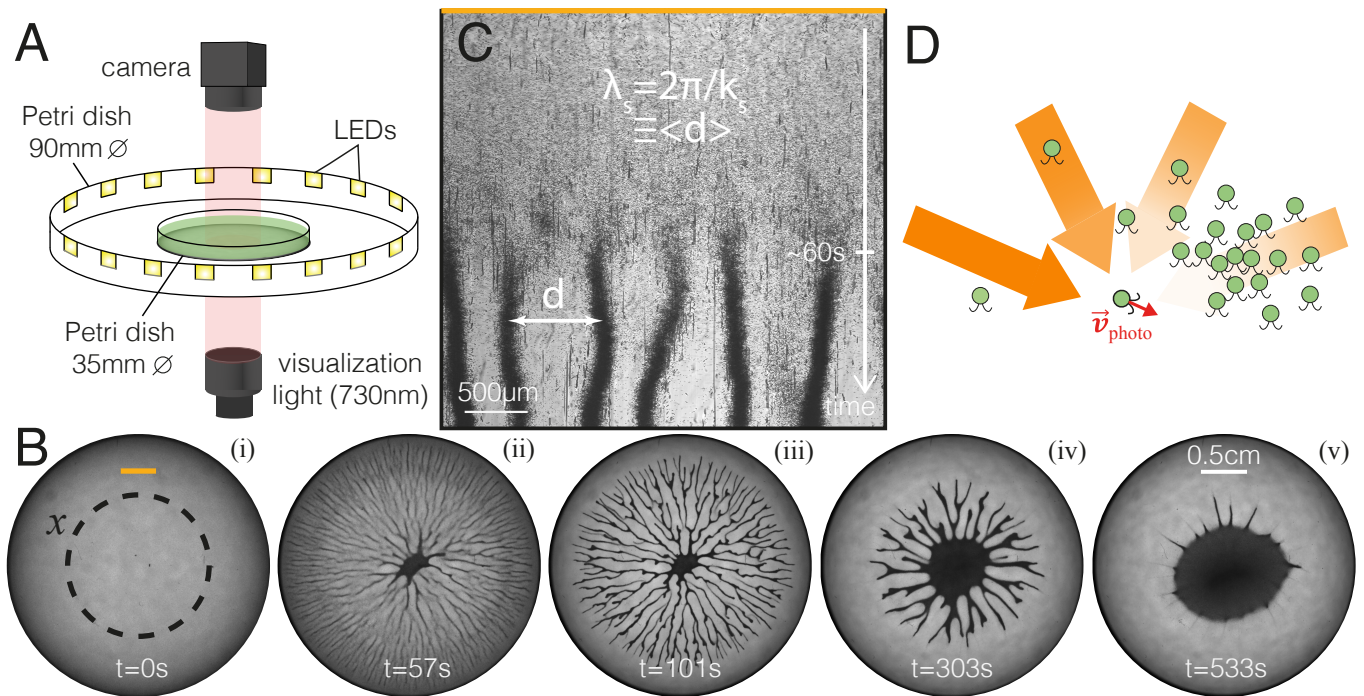 A
camera
Petri dish
90mm Ø
LEDs
Petri dish
35mm Ø
visualization
light (730nm)
C
λₛ=2π/kₛ
≡<d>
~60s
d
500µm
time
D
v⃗photo
B
(i)
x
t=0s
(ii)
t=57s
(iii)
t=101s
(iv)
t=303s
(v)
0.5cm
t=533s